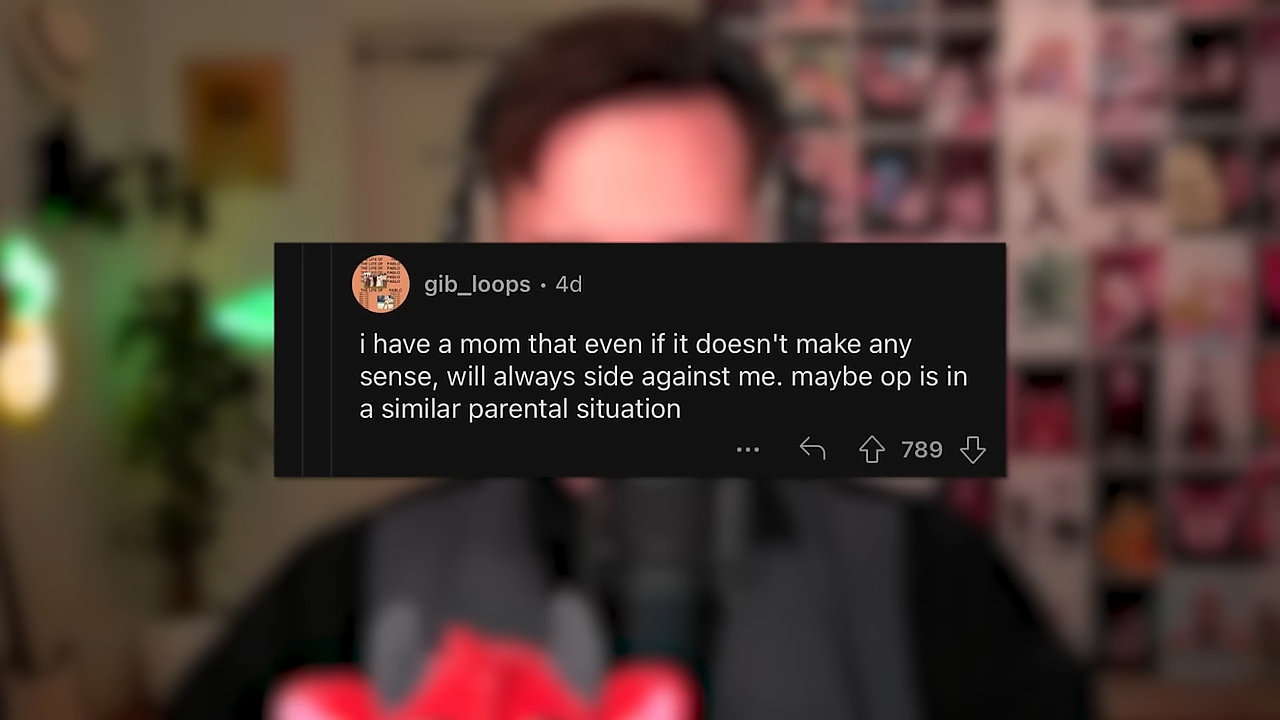 gib_loops • 4d
i have a mom that even if it doesn't make any
sense, will always side against me. maybe op is in
a similar parental situation
789